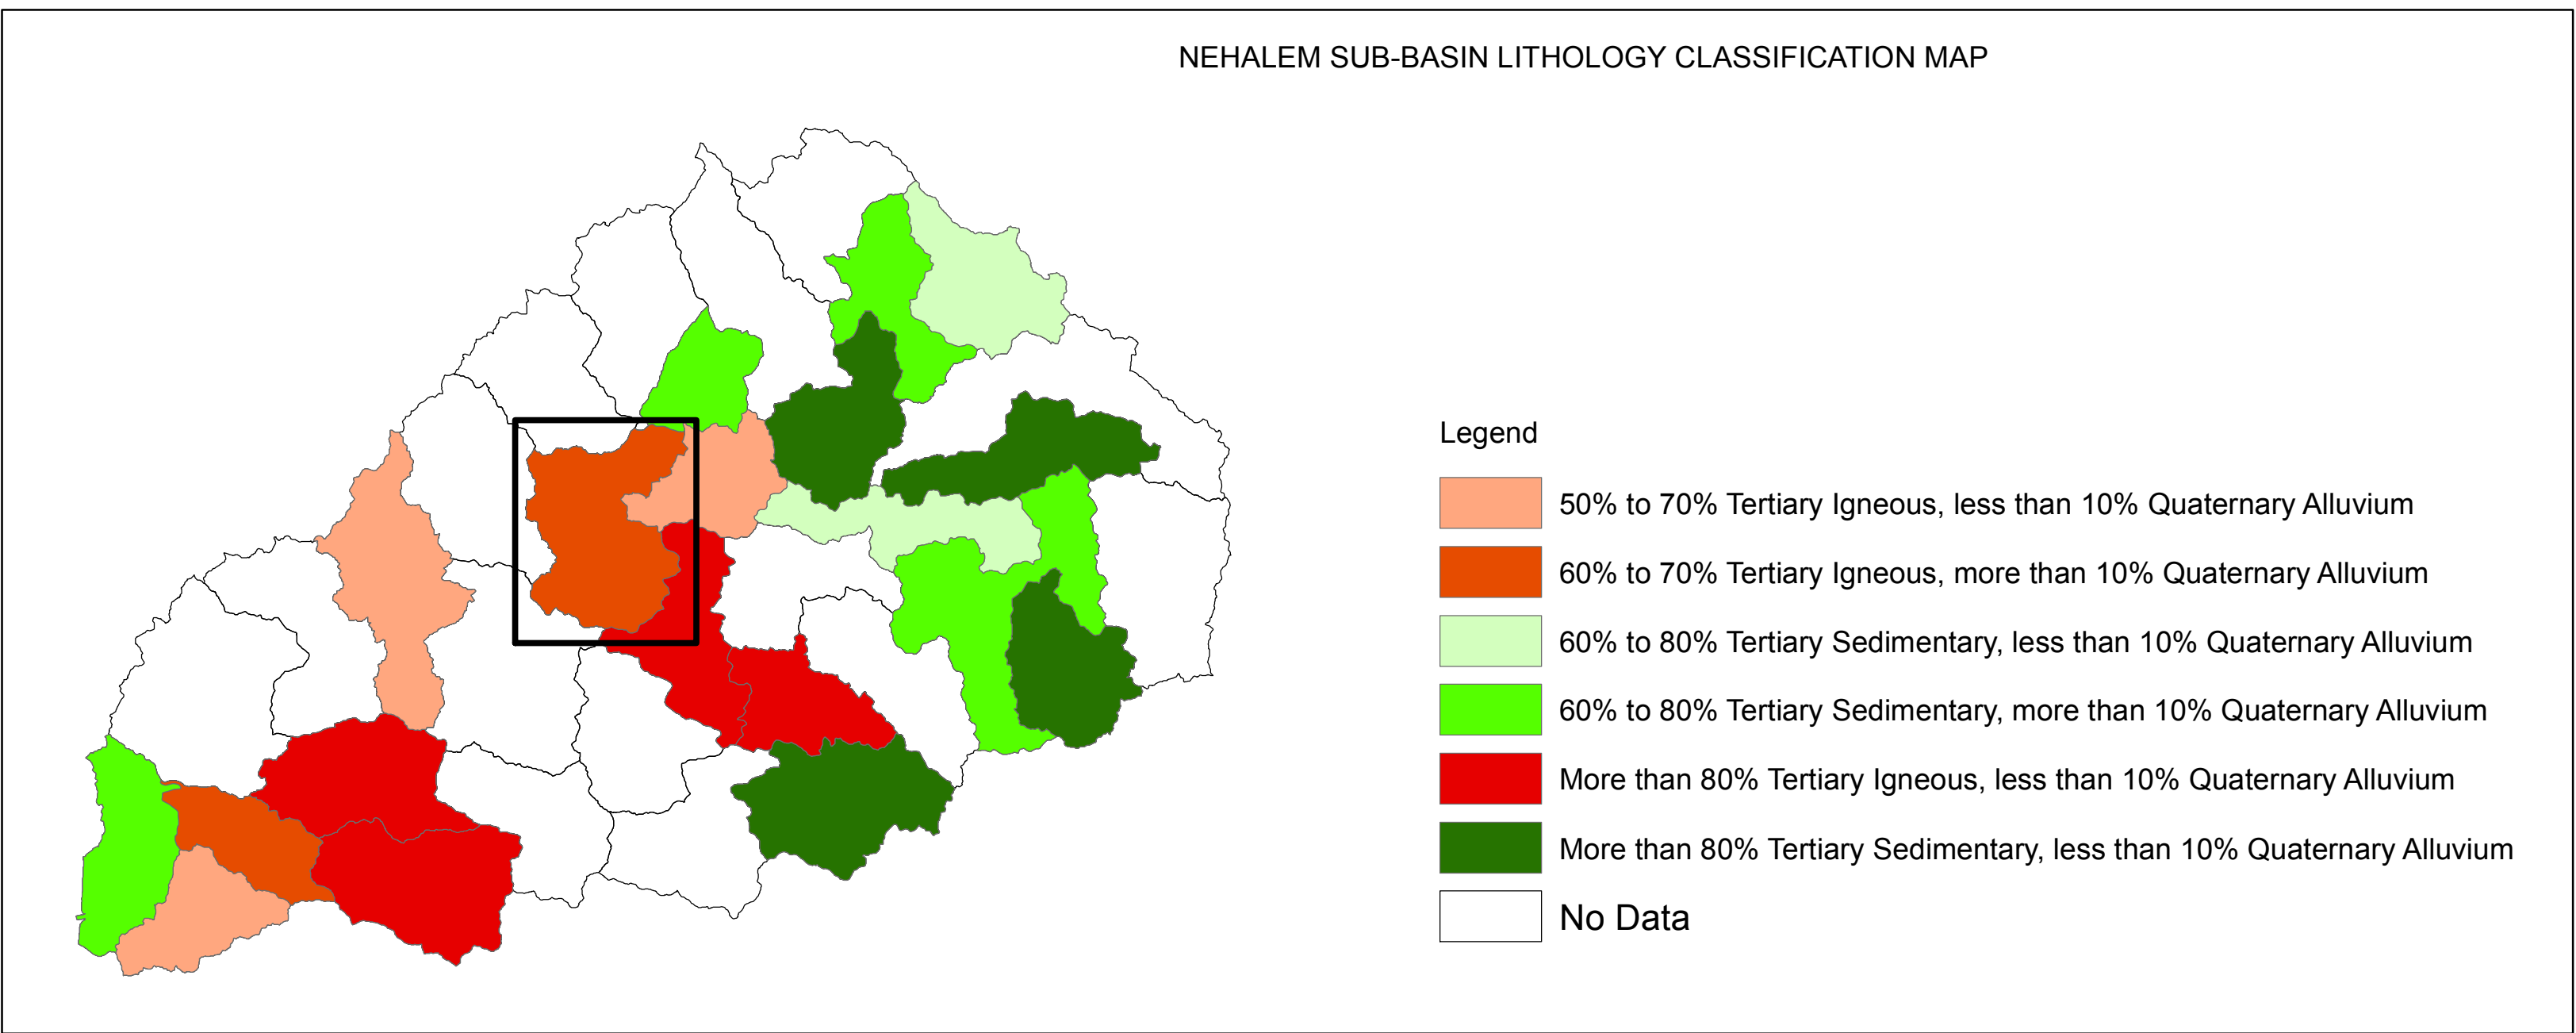 NEHALEM SUB-BASIN LITHOLOGY CLASSIFICATION MAP
Legend
50% to 70% Tertiary Igneous, less than 10% Quaternary Alluvium
60% to 70% Tertiary Igneous, more than 10% Quaternary Alluvium
60% to 80% Tertiary Sedimentary, less than 10% Quaternary Alluvium
60% to 80% Tertiary Sedimentary, more than 10% Quaternary Alluvium
More than 80% Tertiary Igneous, less than 10% Quaternary Alluvium
More than 80% Tertiary Sedimentary, less than 10% Quaternary Alluvium
No Data